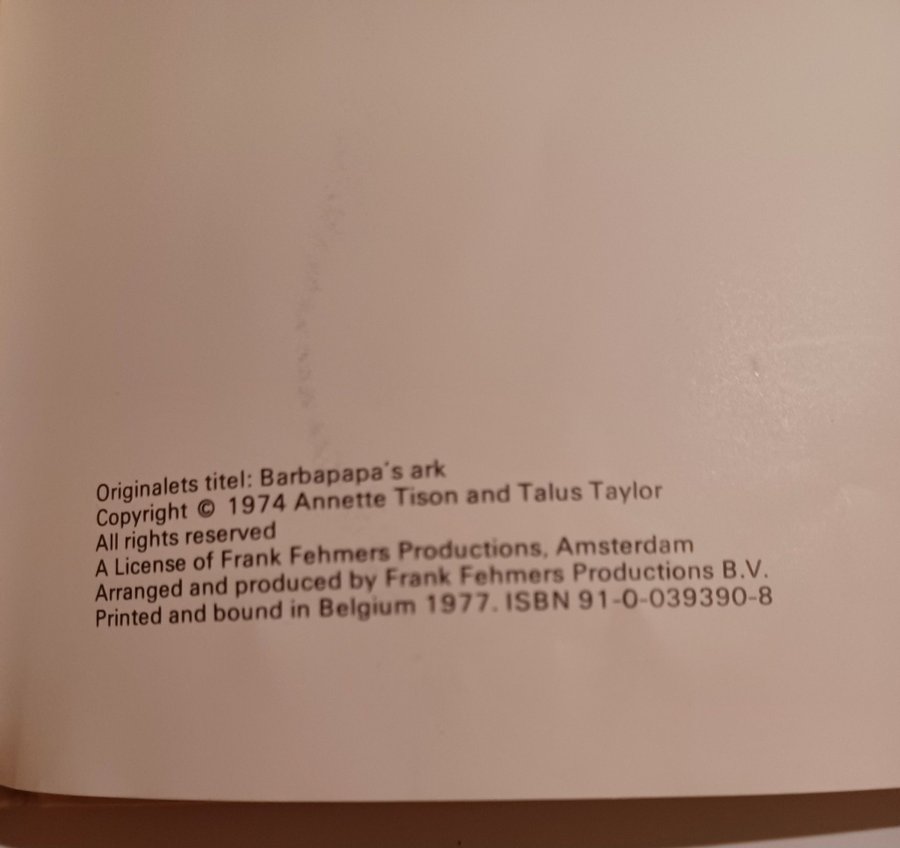 Originalets titel: Barbapapa's ark
Copyright © 1974 Annette Tison and Talus Taylor
All rights reserved
A License of Frank Fehmers Productions, Amsterdam
Arranged and produced by Frank Fehmers Productions B.V.
Printed and bound in Belgium 1977. ISBN 91-0-039390-8